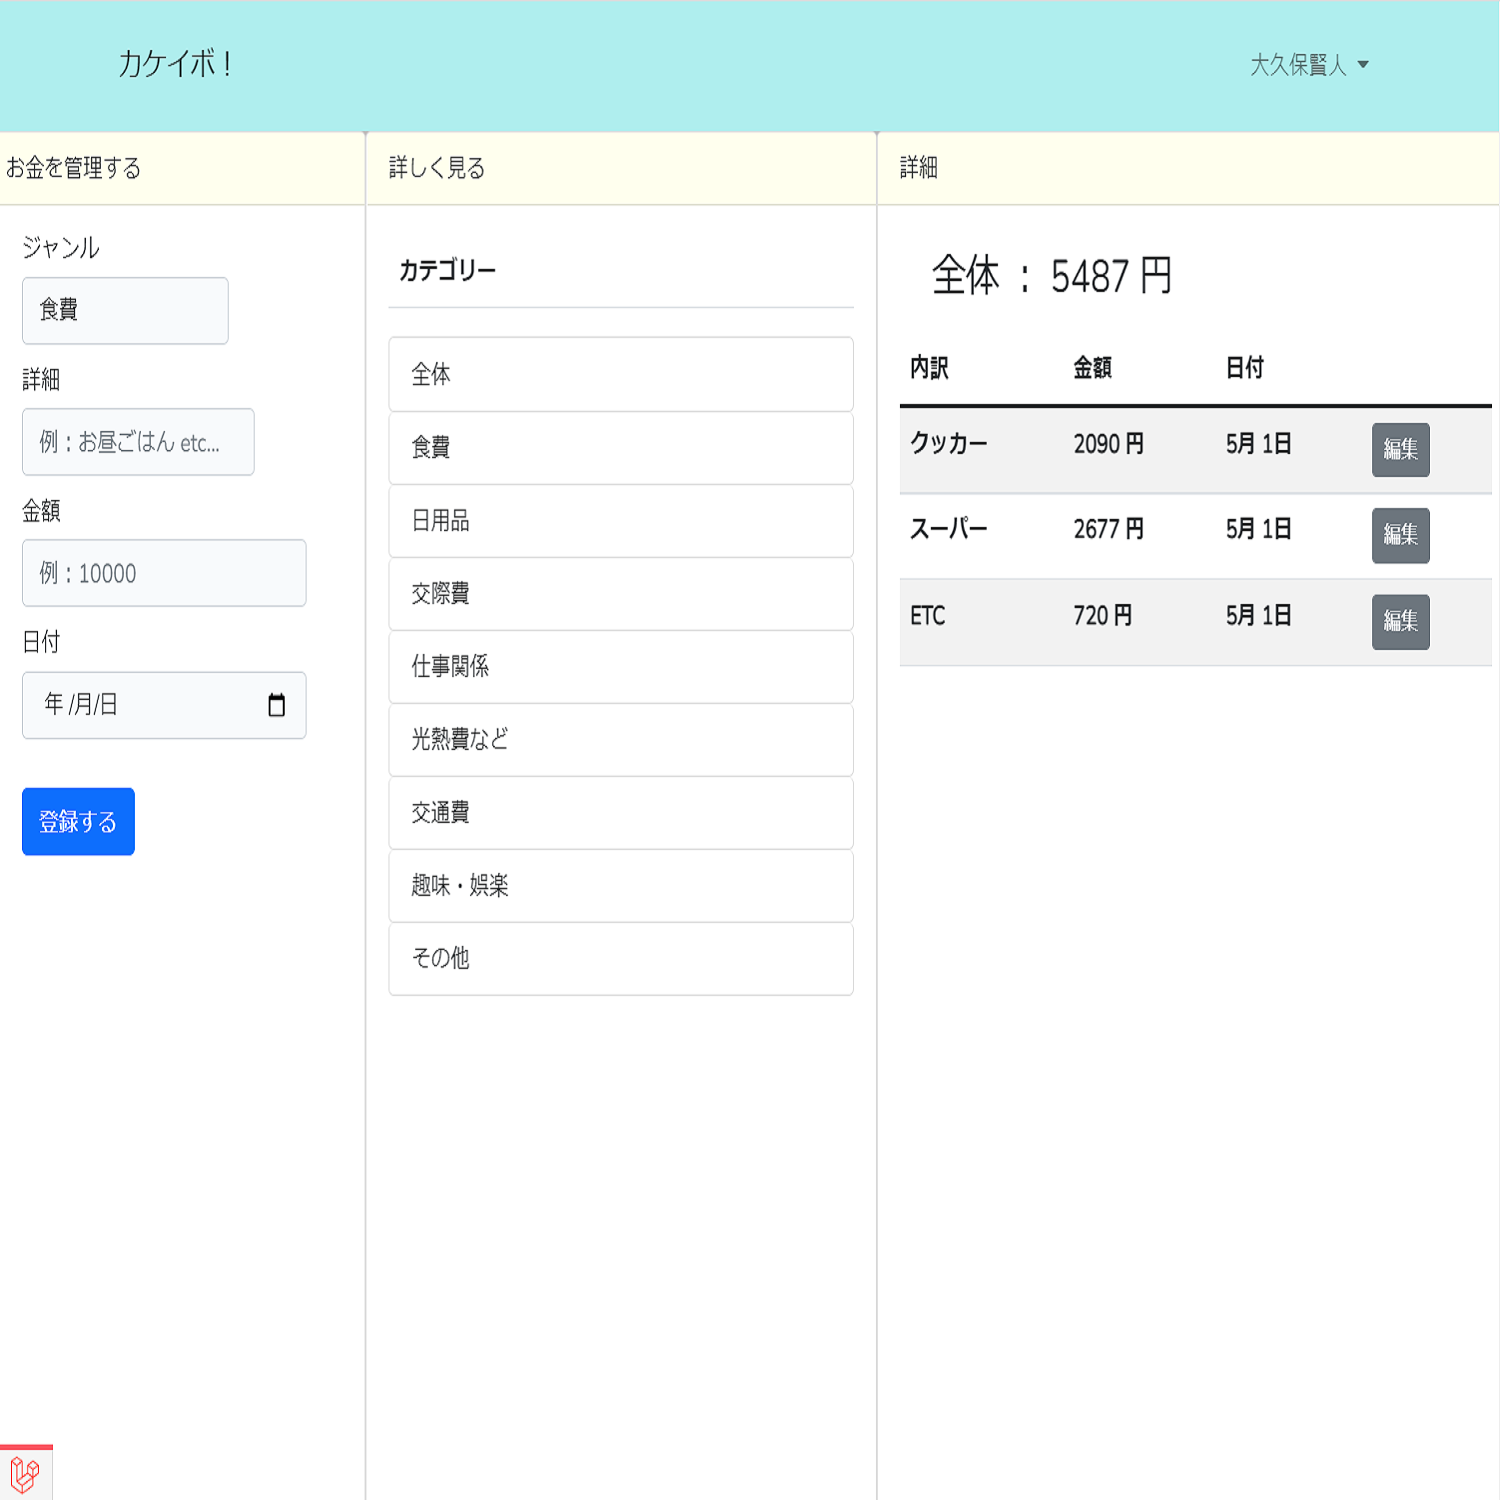 カケイボ！
大久保賢人
お金を管理する
ジャンル
食費
詳細
例：お昼ごはん etc...
金額
例：10000
日付
年 /月/日
登録する
詳しく見る
カテゴリー
全体
食費
日用品
交際費
仕事関係
光熱費など
交通費
趣味・娯楽
その他
詳細
全体 ： 5487 円
内訳 金額 日付
クッカー 2090 円 5月 1日 編集
スーパー 2677 円 5月 1日 編集
ETC 720 円 5月 1日 編集